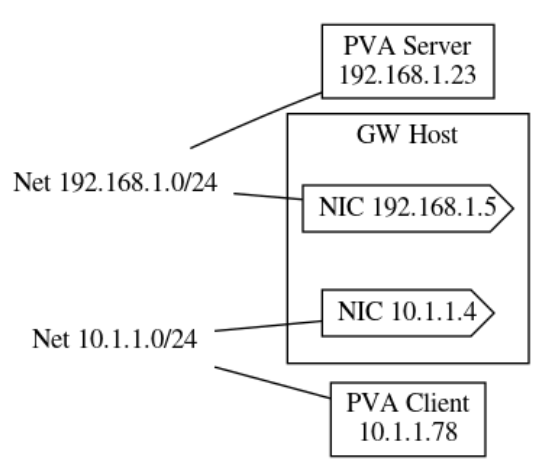 PVA Server
192.168.1.23
GW Host
Net 192.168.1.0/24
NIC 192.168.1.5
NIC 10.1.1.4
Net 10.1.1.0/24
PVA Client
10.1.1.78